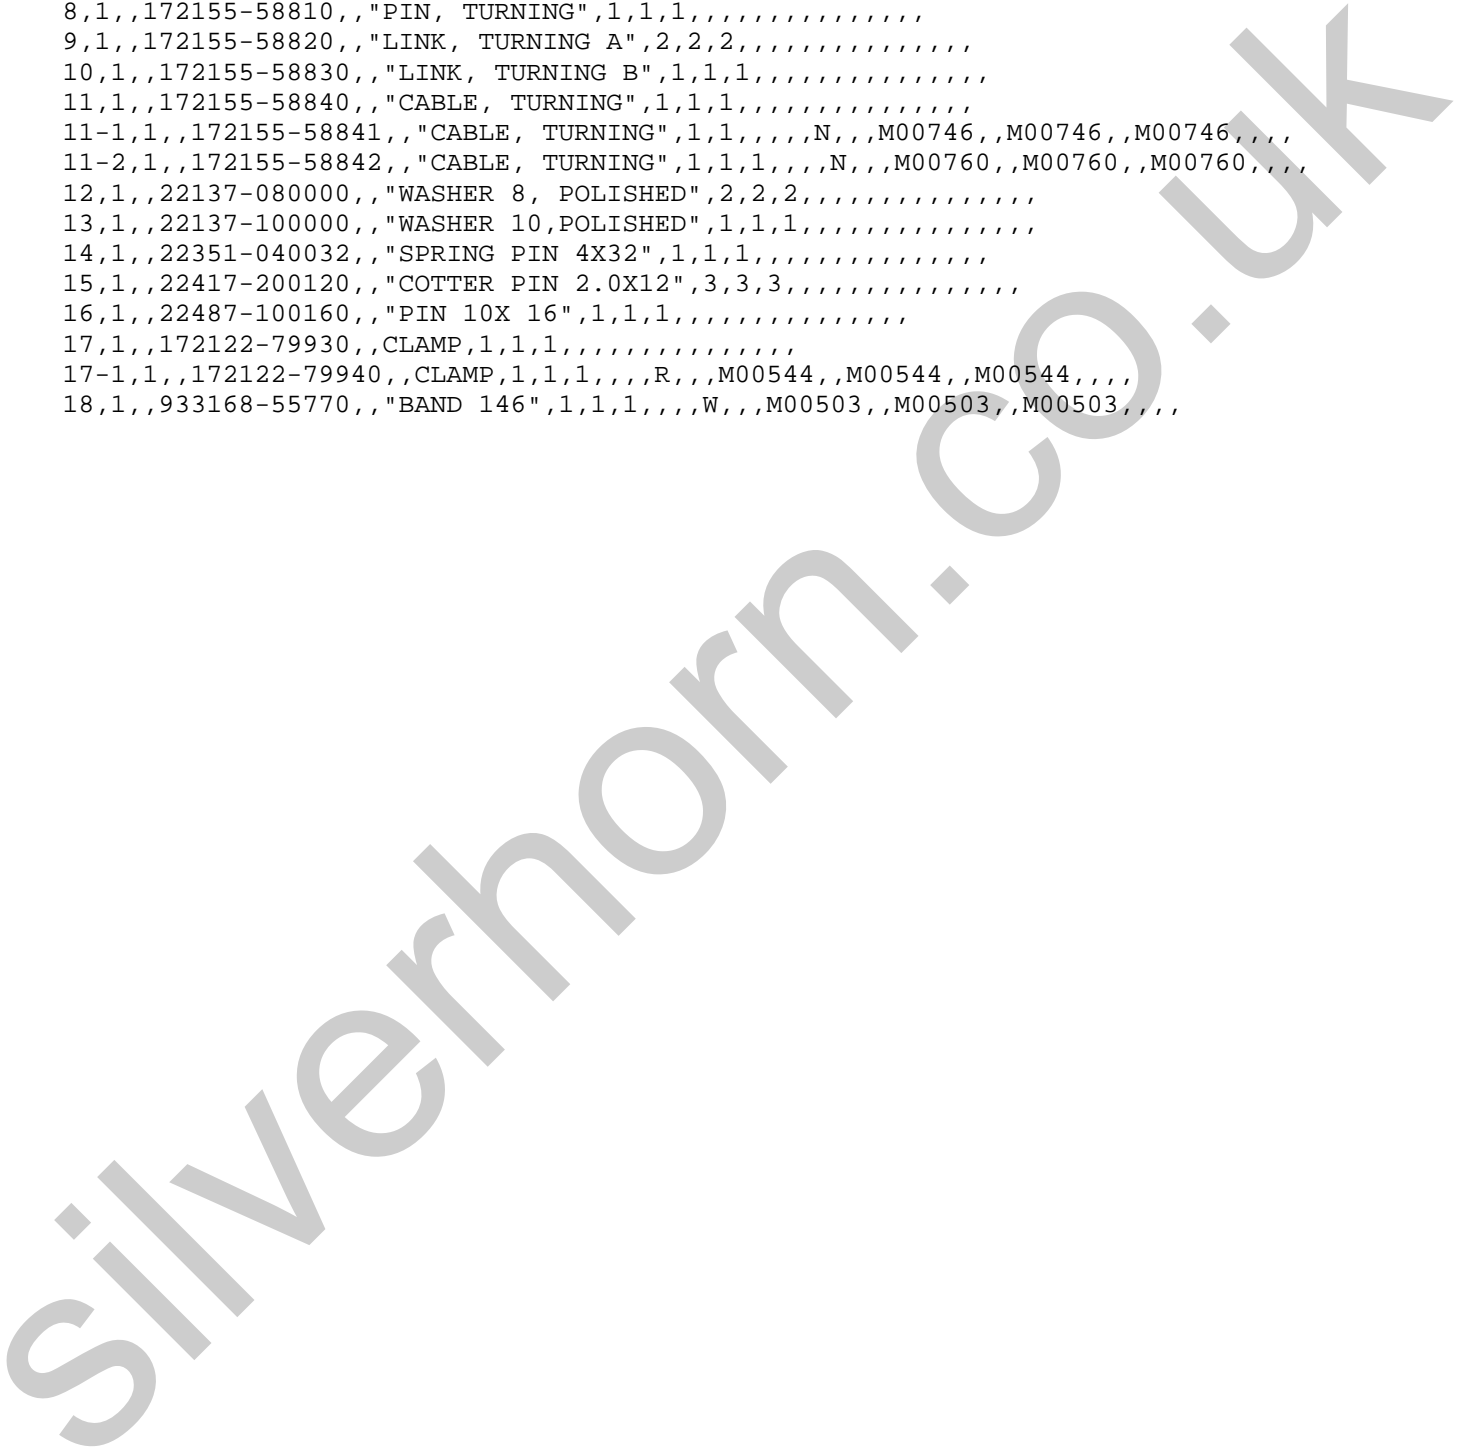 8,1,,172155-58810,,"PIN, TURNING",1,1,1,,,,,,,,,,,,,,,
9,1,,172155-58820,,"LINK, TURNING A",2,2,2,,,,,,,,,,,,,,,
10,1,,172155-58830,,"LINK, TURNING B",1,1,1,,,,,,,,,,,,,,,
11,1,,172155-58840,,"CABLE, TURNING",1,1,1,,,,,,,,,,,,,,,
11-1,1,,172155-58841,,"CABLE, TURNING",1,1,,,,,N,,,M00746,,M00746,,M00746,,,,
11-2,1,,172155-58842,,"CABLE, TURNING",1,1,1,,,,N,,,M00760,,M00760,,M00760,,,,
12,1,,22137-080000,,"WASHER 8, POLISHED",2,2,2,,,,,,,,,,,,,,,
13,1,,22137-100000,,"WASHER 10,POLISHED",1,1,1,,,,,,,,,,,,,,,
14,1,,22351-040032,,"SPRING PIN 4X32",1,1,1,,,,,,,,,,,,,,,
15,1,,22417-200120,,"COTTER PIN 2.0X12",3,3,3,,,,,,,,,,,,,,,
16,1,,22487-100160,,"PIN 10X 16",1,1,1,,,,,,,,,,,,,,,
17,1,,172122-79930,,CLAMP,1,1,1,,,,,,,,,,,,,,,
17-1,1,,172122-79940,,CLAMP,1,1,1,,,,R,,,M00544,,M00544,,M00544,,,,
18,1,,933168-55770,,"BAND 146",1,1,1,,,,W,,,M00503,,M00503,,M00503,,,,
silverhorn.co.uk